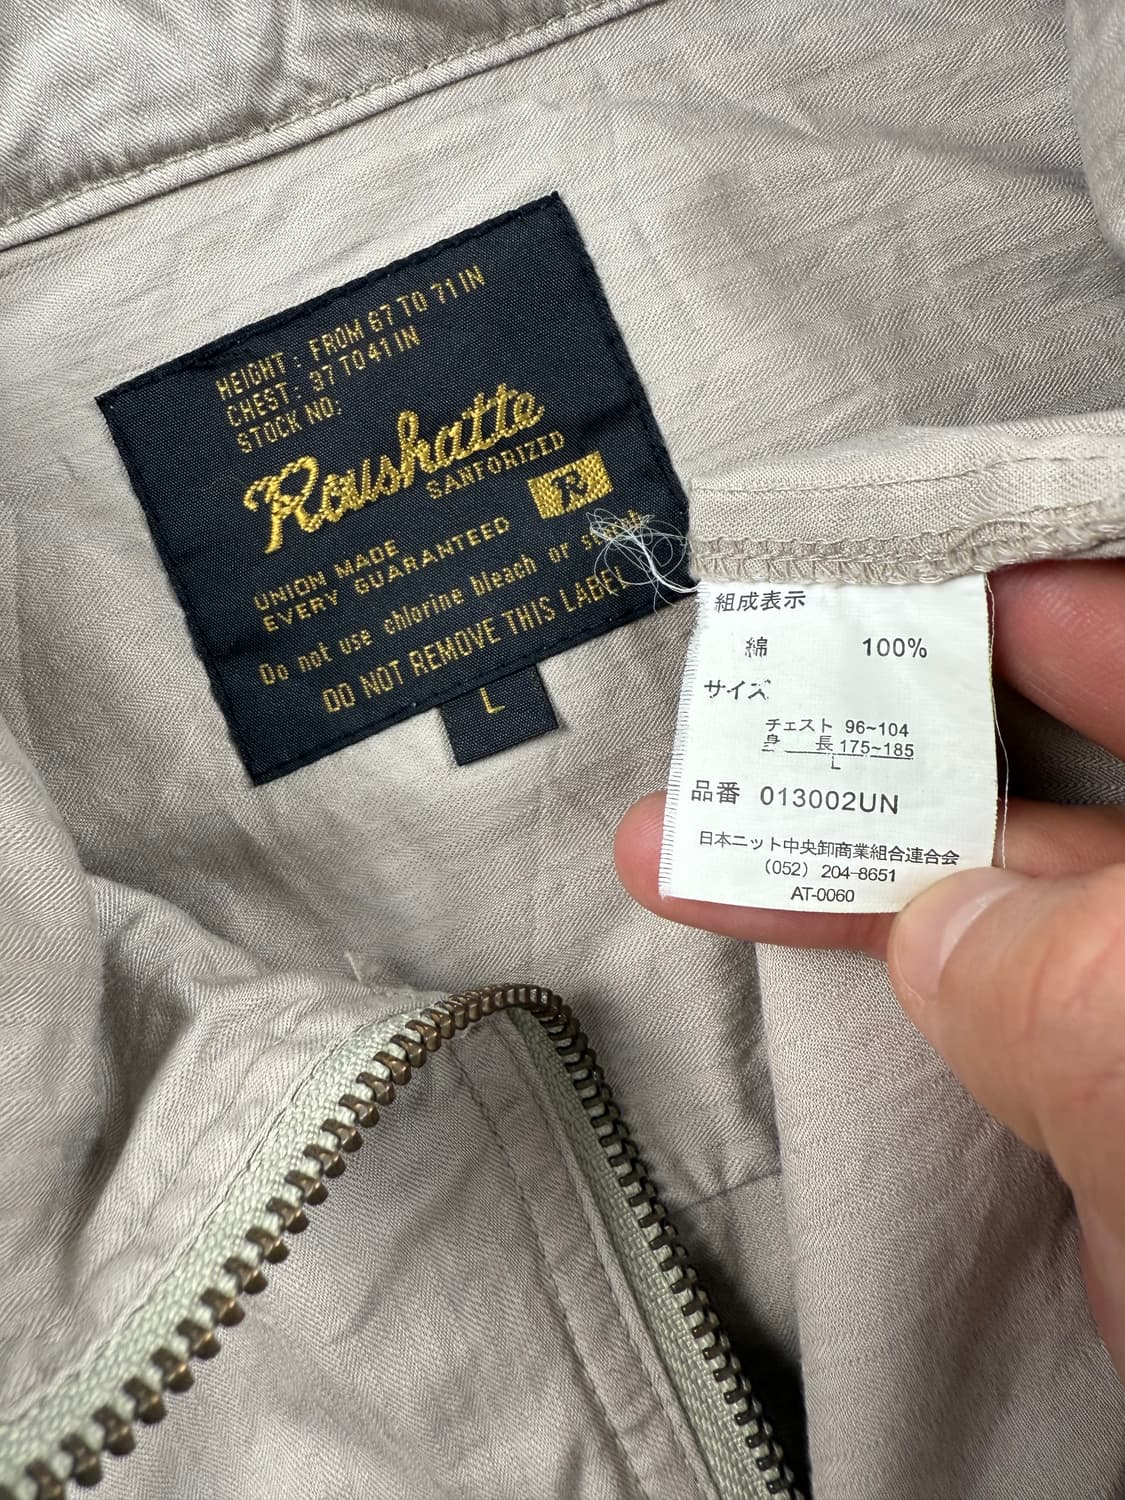 HEIGHT : FROM 67 TO 71 IN
CHEST : 37 TO 41 IN
STOCK NO:
Roushatte
SANFORIZED
R
UNION MADE
EVERY GUARANTEED
Do not use chlorine bleach or
DO NOT REMOVE THIS LABEL
L
組成表示
綿 100%
サイズ
チェスト 96~104
身長 175~185
L
品番 013002UN
日本ニット中央卸商業組合連合会
(052) 204-8651
AT-0060